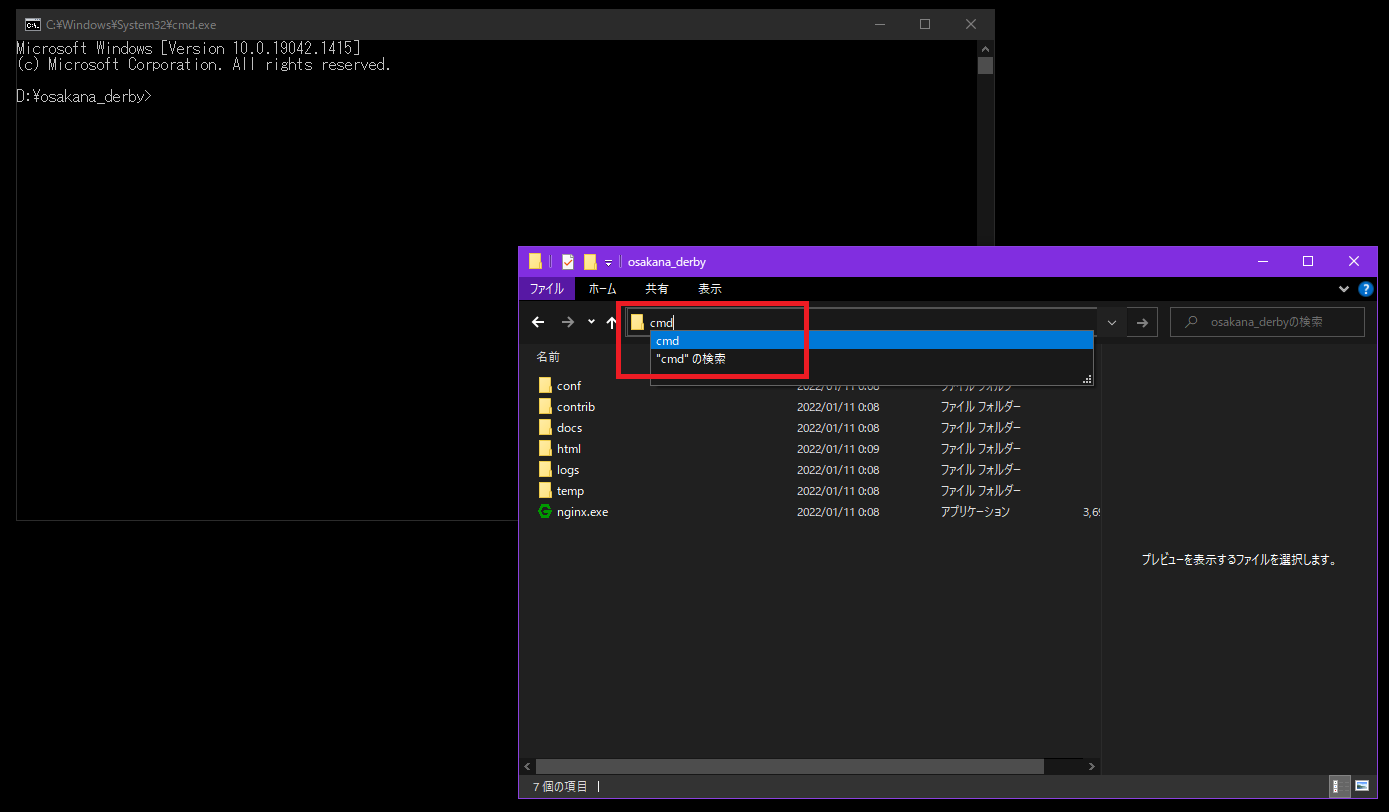 C:¥Windows¥System32¥cmd.exe
Microsoft Windows [Version 10.0.19042.1415]
(c) Microsoft Corporation. All rights reserved.
D:¥osakana_derby>
osakana_derby
ファイル ホーム 共有 表示
cmd osakana_derbyの検索
cmd
"cmd" の検索
名前
conf 2022/01/11 0:08 ファイル フォルダー
contrib 2022/01/11 0:08 ファイル フォルダー
docs 2022/01/11 0:08 ファイル フォルダー
html 2022/01/11 0:09 ファイル フォルダー
logs 2022/01/11 0:08 ファイル フォルダー
temp 2022/01/11 0:08 ファイル フォルダー
nginx.exe 2022/01/11 0:08 アプリケーション
プレビューを表示するファイルを選択します。
7 個の項目